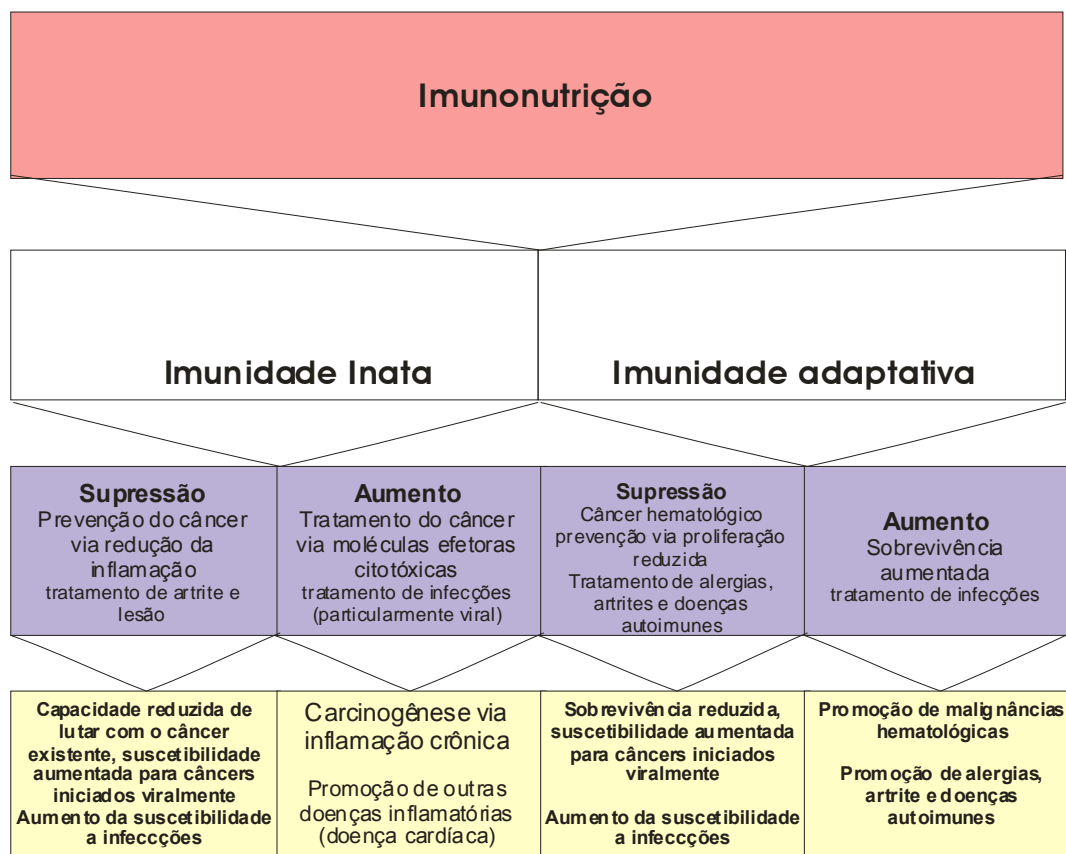 Imunonutrição
Imunidade Inata
Imunidade adaptativa
Supressão
Prevenção do câncer
via redução da
inflamação
tratamento de artrite e
lesão
Aumento
Tratamento do câncer
via moléculas efetoras
citotóxicas
tratamento de infecções
(particularmente viral)
Supressão
Câncer hematológico
prevenção via proliferação
reduzida
Tratamento de alergias,
artrites e doenças
autoimunes
Aumento
Sobrevivência
aumentada
tratamento de infecções
Capacidade reduzida de
lutar com o câncer
existente, suscetibilidade
aumentada para câncers
iniciados viralmente
Aumento da suscetibilidade
a infeccções
Carcinogênese via
inflamação crônica
Promoção de outras
doenças inflamatórias
(doença cardíaca)
Sobrevivência reduzida,
suscetibilidade aumentada
para câncers iniciados
viralmente
Aumento da suscetibilidade
a infeccções
Promoção de malignâncias
hematológicas
Promoção de alergias,
artrite e doenças
autoimunes